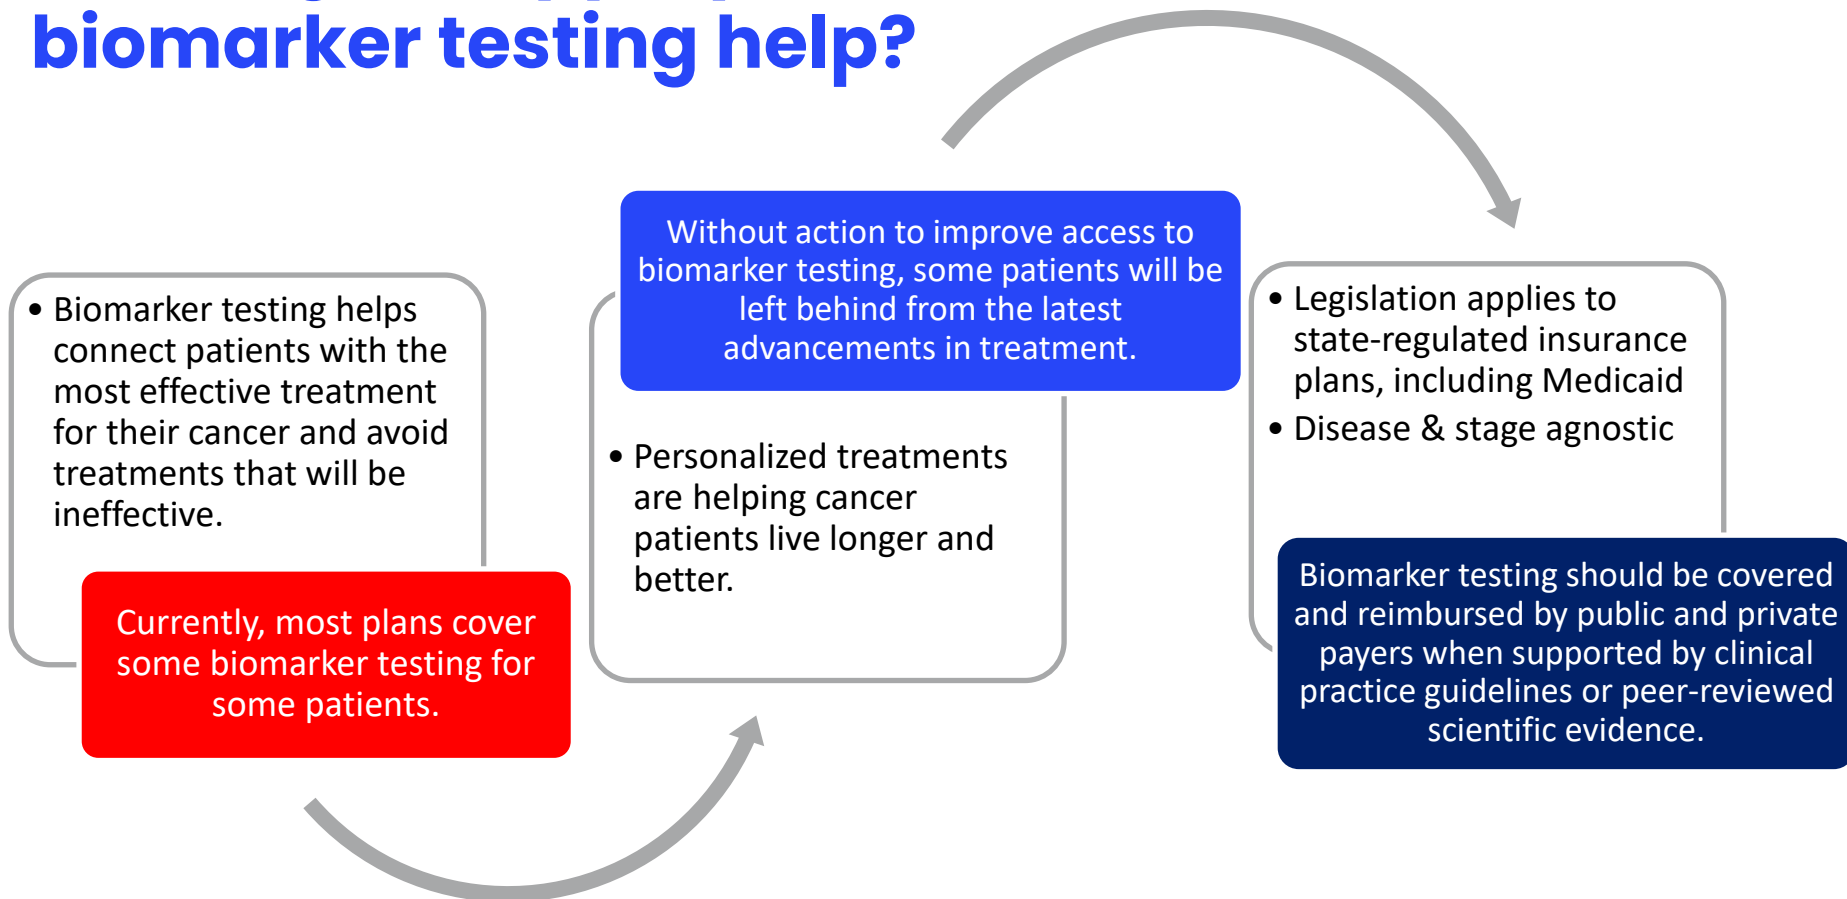 biomarker testing help?
• Biomarker testing helps
connect patients with the
most effective treatment
for their cancer and avoid
treatments that will be
ineffective.
Currently, most plans cover
some biomarker testing for
some patients.
Without action to improve access to
biomarker testing, some patients will be
left behind from the latest
advancements in treatment.
• Personalized treatments
are helping cancer
patients live longer and
better.
• Legislation applies to
state-regulated insurance
plans, including Medicaid
• Disease & stage agnostic
Biomarker testing should be covered
and reimbursed by public and private
payers when supported by clinical
practice guidelines or peer-reviewed
scientific evidence.